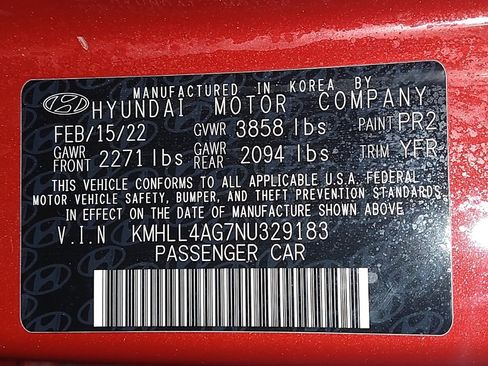 MANUFACTURED IN KOREA BY
HYUNDAI MOTOR COMPANY
FEB/15/22 GVWR 3858 lbs PAINT PR2
GAWR FRONT 2271 lbs GAWR REAR 2094 lbs TRIM YFR
THIS VEHICLE CONFORMS TO ALL APPLICABLE U.S.A. FEDERAL
MOTOR VEHICLE SAFETY, BUMPER, AND THEFT PREVENTION STANDARDS
IN EFFECT ON THE DATE OF MANUFACTURE SHOWN ABOVE.
V.I.N KMHLL4AG7NU329183
PASSENGER CAR